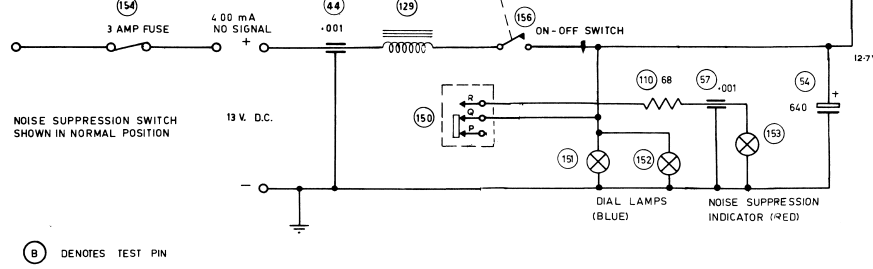 154
44
129
156
3 AMP FUSE
400 mA
NO SIGNAL
+
.001
ON-OFF SWITCH
12·7
110 68
57 .001
54
+
640
150
R
Q
P
NOISE SUPPRESSION SWITCH
SHOWN IN NORMAL POSITION
13 V. D.C.
151
152
153
−
DIAL LAMPS
(BLUE)
NOISE SUPPRESSION
INDICATOR (RED)
B DENOTES TEST PIN